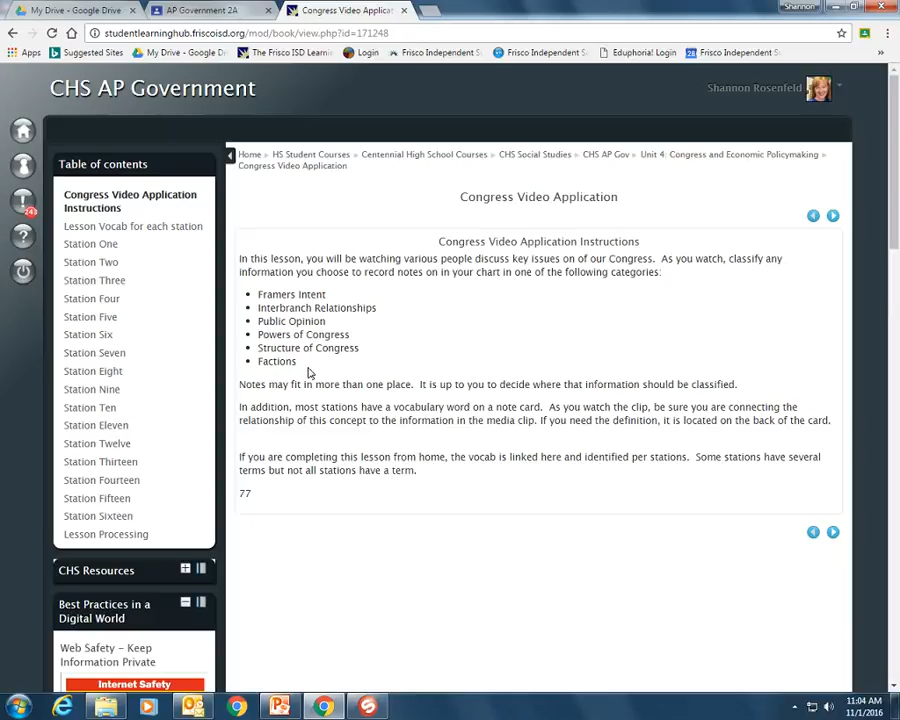 My Drive - Google Drive
AP Government 2A
Congress Video Applicat
Shannon
studentlearninghub.friscoisd.org/mod/book/view.php?id=171248
Apps
Suggested Sites
My Drive - Google Dr
The Frisco ISD Learni
Login
Frisco Independent S
Frisco Independent S
Eduphoria! Login
Frisco Independent S
CHS AP Government
Shannon Rosenfeld
Table of contents
Congress Video Application
Instructions
Lesson Vocab for each station
Station One
Station Two
Station Three
Station Four
Station Five
Station Six
Station Seven
Station Eight
Station Nine
Station Ten
Station Eleven
Station Twelve
Station Thirteen
Station Fourteen
Station Fifteen
Station Sixteen
Lesson Processing
CHS Resources
Best Practices in a
Digital World
Web Safety - Keep
Information Private
Internet Safety
Home ▸ HS Student Courses ▸ Centennial High School Courses ▸ CHS Social Studies ▸ CHS AP Gov ▸ Unit 4: Congress and Economic Policymaking ▸
Congress Video Application
Congress Video Application
Congress Video Application Instructions
In this lesson, you will be watching various people discuss key issues on of our Congress. As you watch, classify any
information you choose to record notes on in your chart in one of the following categories:
• Framers Intent
• Interbranch Relationships
• Public Opinion
• Powers of Congress
• Structure of Congress
• Factions
Notes may fit in more than one place. It is up to you to decide where that information should be classified.
In addition, most stations have a vocabulary word on a note card. As you watch the clip, be sure you are connecting the
relationship of this concept to the information in the media clip. If you need the definition, it is located on the back of the card.
If you are completing this lesson from home, the vocab is linked here and identified per stations. Some stations have several
terms but not all stations have a term.
77
11:04 AM
11/1/2016